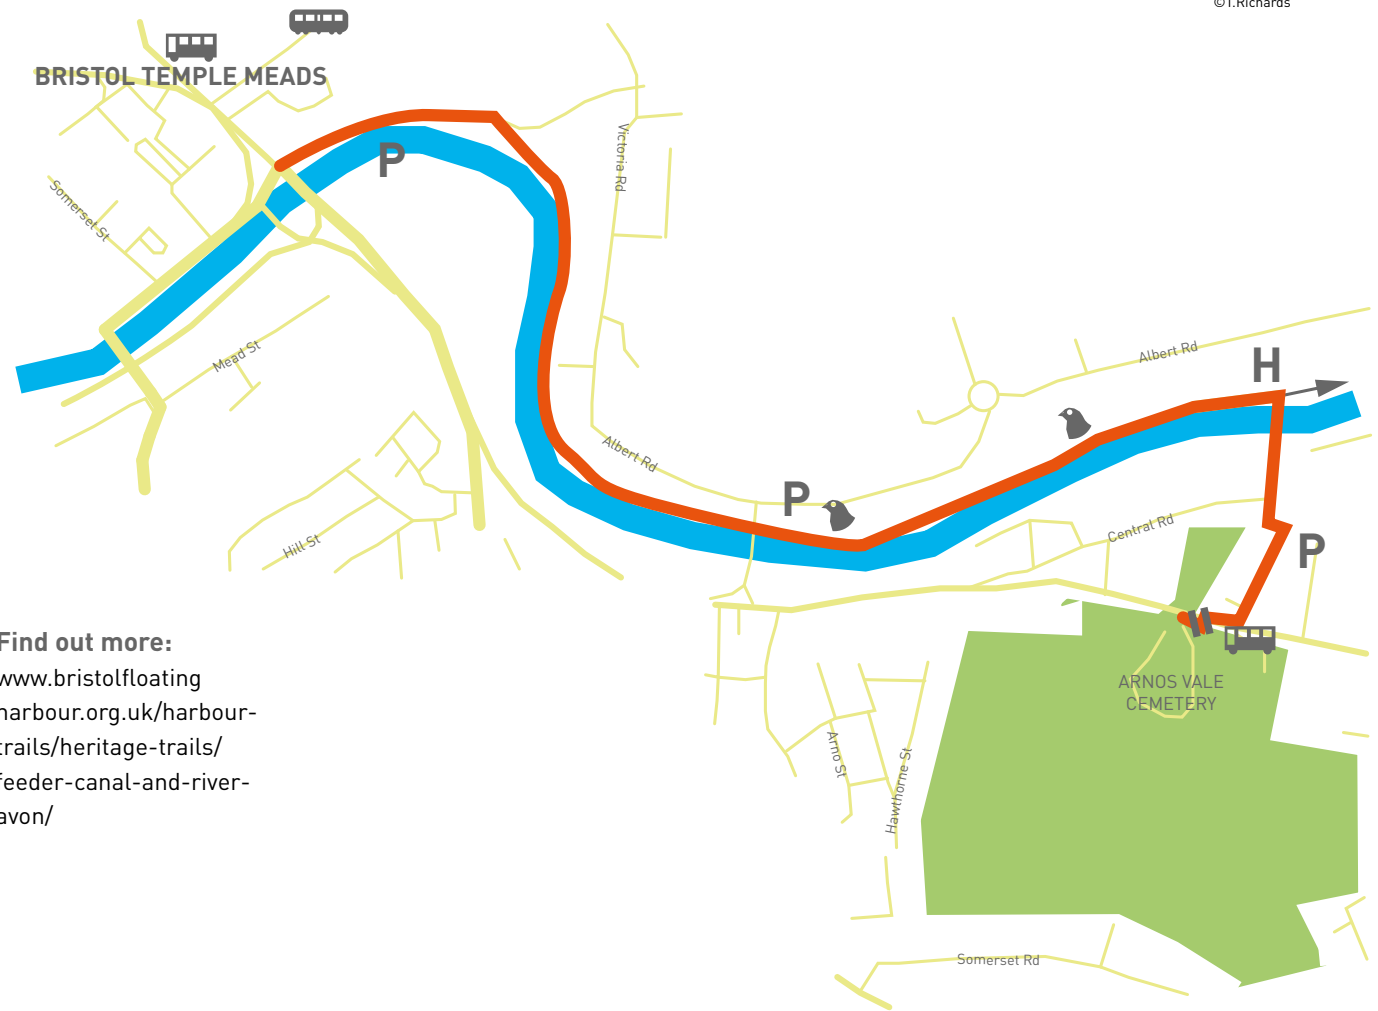 ©T.Richards
BRISTOL TEMPLE MEADS
P
Victoria Rd
Somerset St
Mead St
Albert Rd
H
Albert Rd
P
Central Rd
P
Hill St
Find out more:
www.bristolfloating
harbour.org.uk/harbour-
trails/heritage-trails/
feeder-canal-and-river-
avon/
ARNOS VALE
CEMETERY
Arno St
Hawthorne St
Somerset Rd